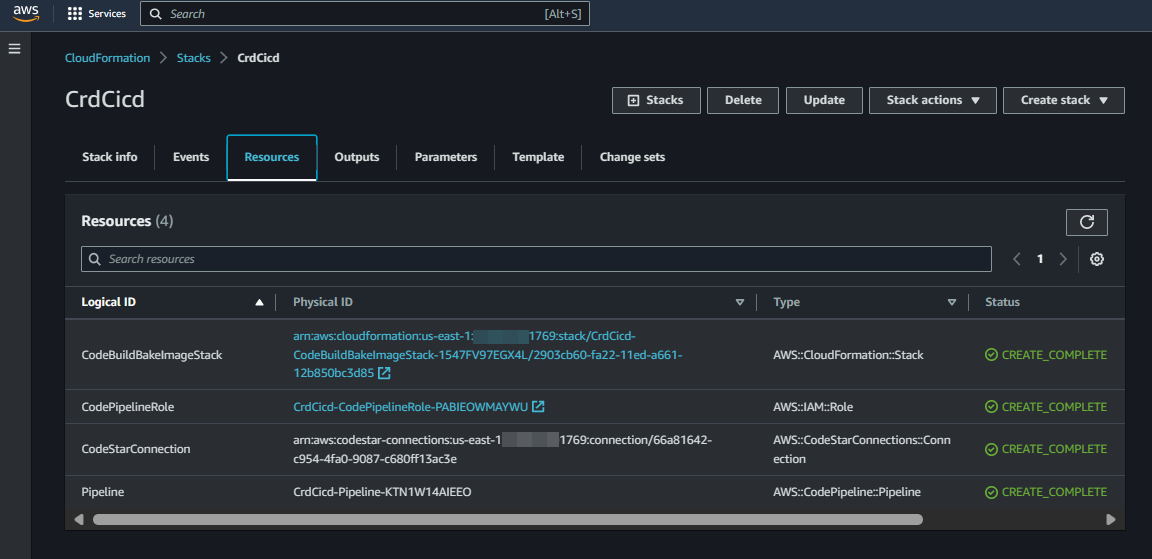 aws Services Search [Alt+S]
CloudFormation Stacks CrdCicd
CrdCicd Stacks Delete Update Stack actions Create stack
Stack info Events Resources Outputs Parameters Template Change sets
Resources (4)
Search resources 1
Logical ID Physical ID Type Status
arn:aws:cloudformation:us-east-1: 1769:stack/CrdCicd-
CodeBuildBakeImageStack CodeBuildBakeImageStack-1547FV97EGX4L/2903cb60-fa22-11ed-a661- AWS::CloudFormation::Stack CREATE_COMPLETE
12b850bc3d85
CodePipelineRole CrdCicd-CodePipelineRole-PABIEOWMAYWU AWS::IAM::Role CREATE_COMPLETE
arn:aws:codestar-connections:us-east-1 1769:connection/66a81642- AWS::CodeStarConnections::Conn
CodeStarConnection CREATE_COMPLETE
c954-4fa0-9087-c680ff13ac3e ection
Pipeline CrdCicd-Pipeline-KTN1W14AIEEO AWS::CodePipeline::Pipeline CREATE_COMPLETE